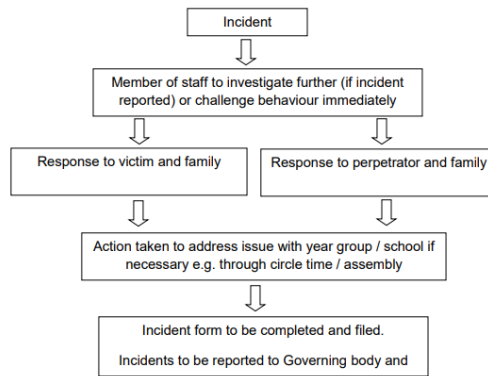 Incident
Member of staff to investigate further (if incident
reported) or challenge behaviour immediately
Response to victim and family
Response to perpetrator and family
Action taken to address issue with year group / school if
necessary e.g. through circle time / assembly
Incident form to be completed and filed.
Incidents to be reported to Governing body and